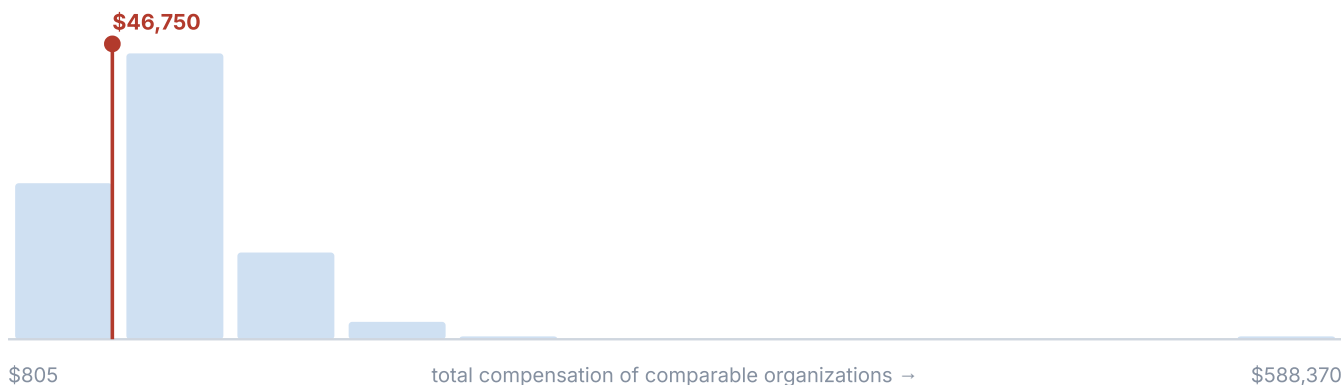 $46,750
$805 total compensation of comparable organizations → $588,370